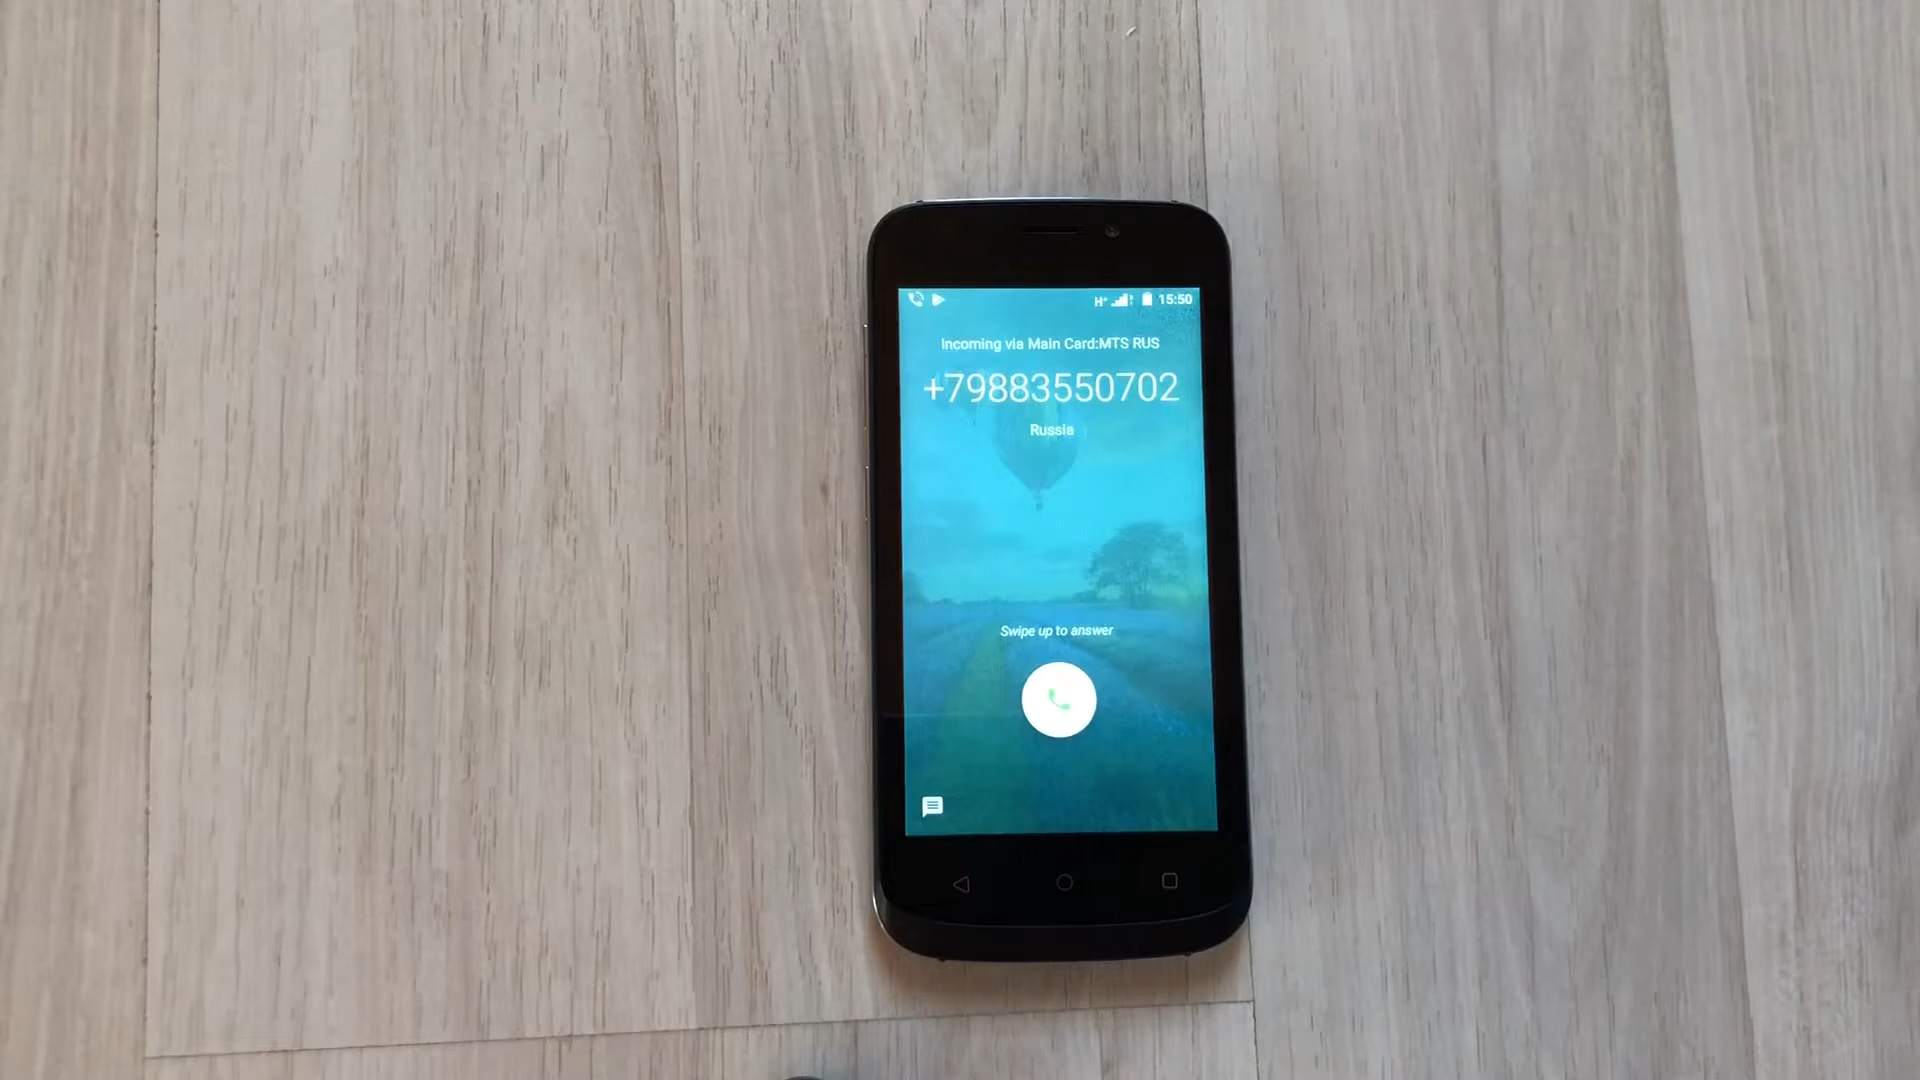 H+ 15:50
Incoming via Main Card:MTS RUS
+79883550702
Russia
Swipe up to answer